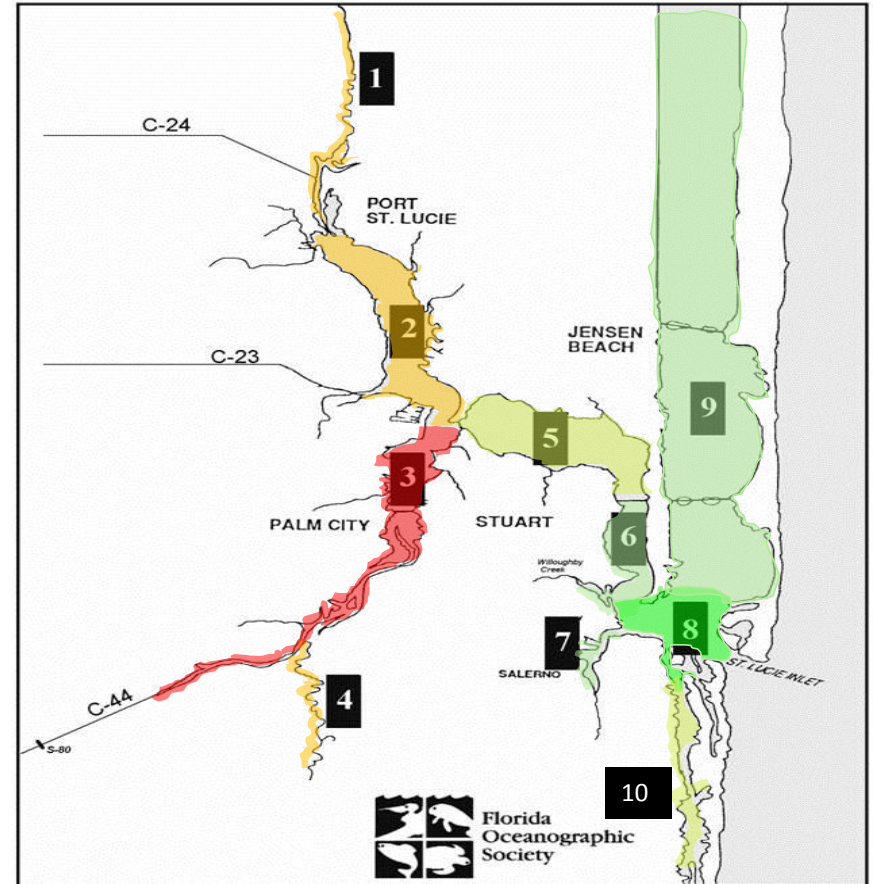 1
C-24
PORT
ST. LUCIE
2
JENSEN
BEACH
C-23
9
5
3
PALM CITY
STUART
6
Willoughby
Creek
8
7
ST. LUCIE INLET
SALERNO
4
C-44
S-80
10
Florida
Oceanographic
Society